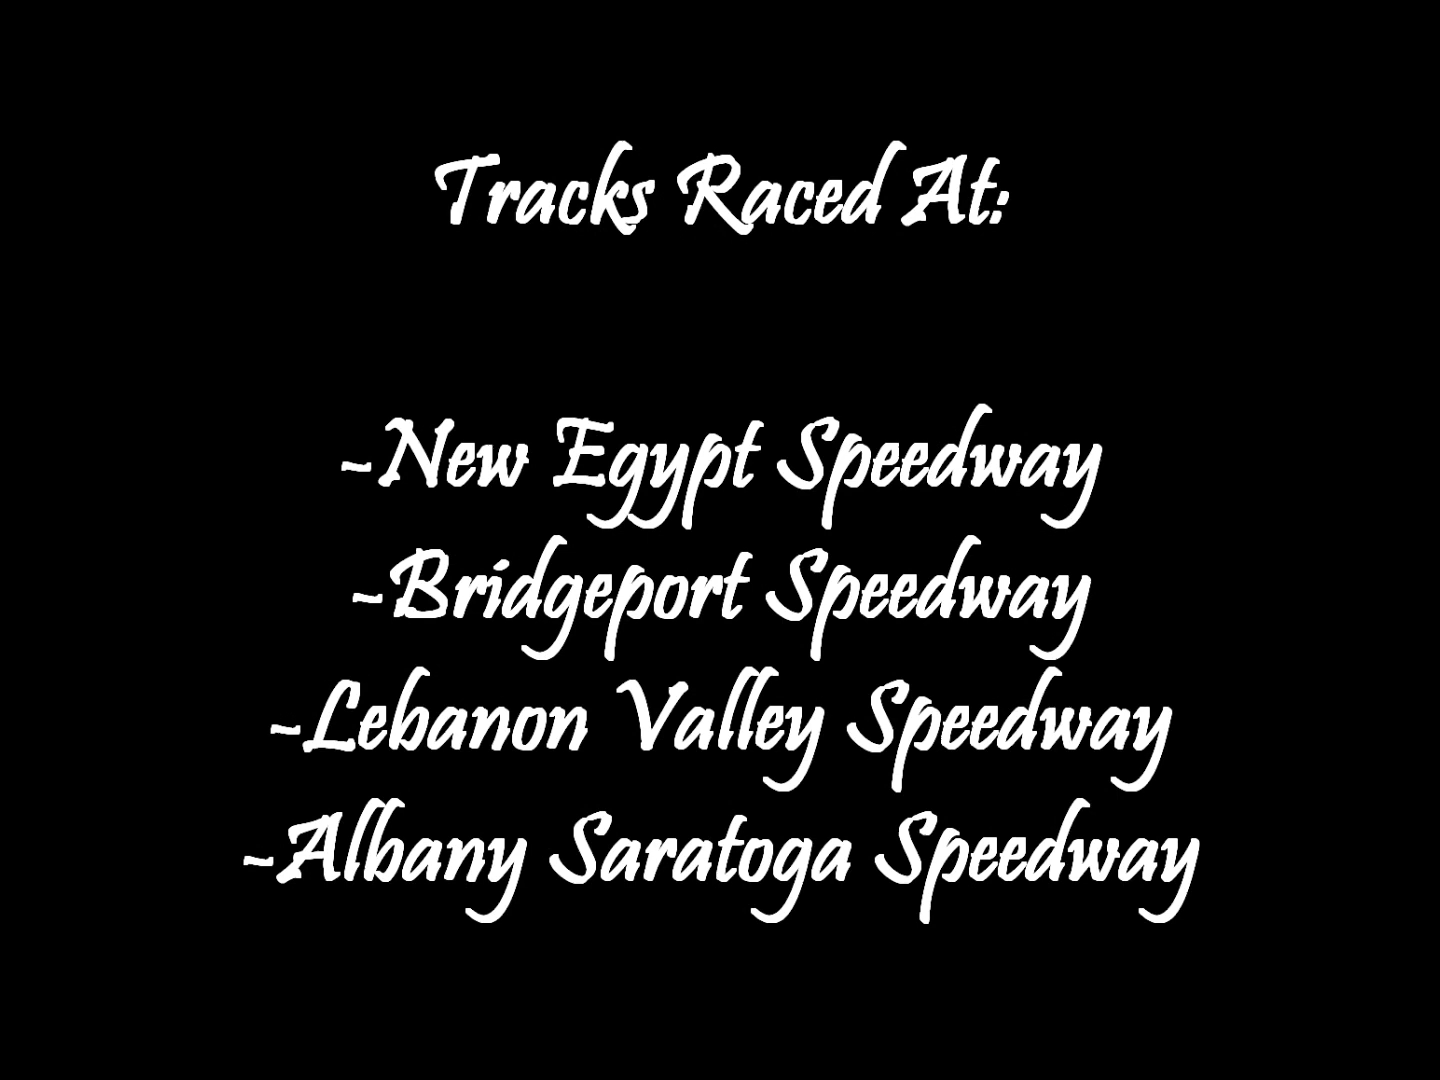 Tracks Raced At:
-New Egypt Speedway
-Bridgeport Speedway
-Lebanon Valley Speedway
-Albany Saratoga Speedway